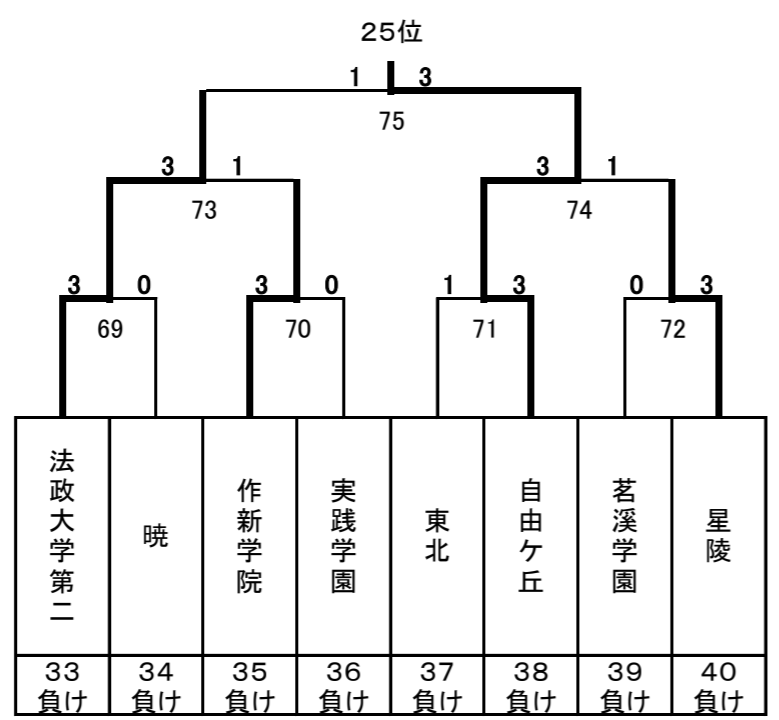 25位
1 3
75
3 1 3 1
73 74
3 0 3 0 1 3 0 3
69 70 71 72
法政大学第二
暁
作新学院
実践学園
東北
自由ケ丘
茗溪学園
星陵
33 34 35 36 37 38 39 40
負け 負け 負け 負け 負け 負け 負け 負け